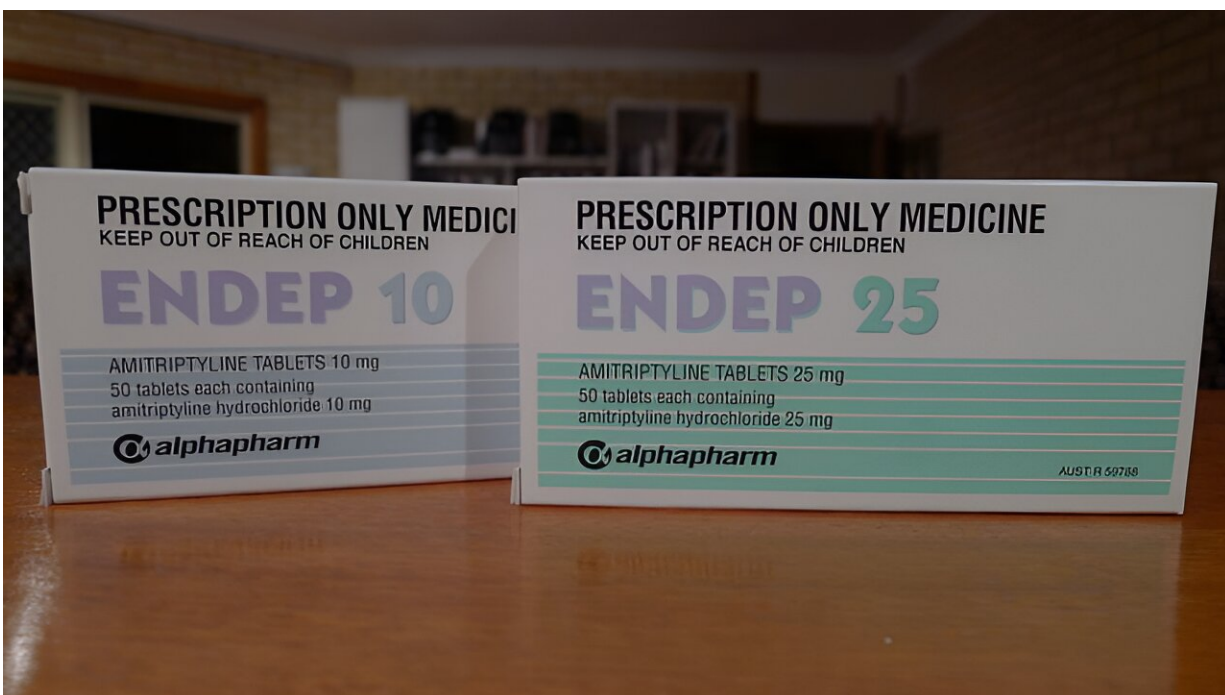 PRESCRIPTION ONLY MEDICI
KEEP OUT OF REACH OF CHILDREN
ENDEP 10
AMITRIPTYLINE TABLETS 10 mg
50 tablets each containing
amitriptyline hydrochloride 10 mg
alphapharm
PRESCRIPTION ONLY MEDICINE
KEEP OUT OF REACH OF CHILDREN
ENDEP 25
AMITRIPTYLINE TABLETS 25 mg
50 tablets each containing
amitriptyline hydrochloride 25 mg
alphapharm
AUST R 59788